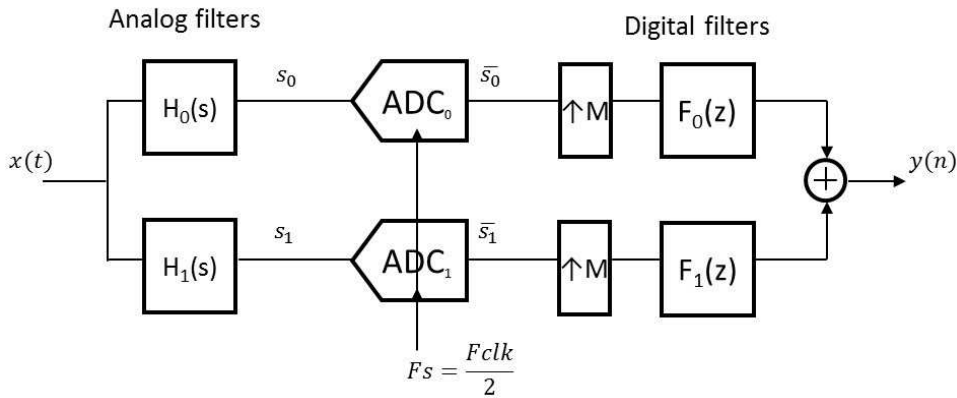 Analog filters
Digital filters
H₀(s)
s₀
ADC₀
s̅₀
↑M
F₀(z)
x(t)
+
y(n)
H₁(s)
s₁
ADC₁
s̅₁
↑M
F₁(z)
Fs = Fclk/2